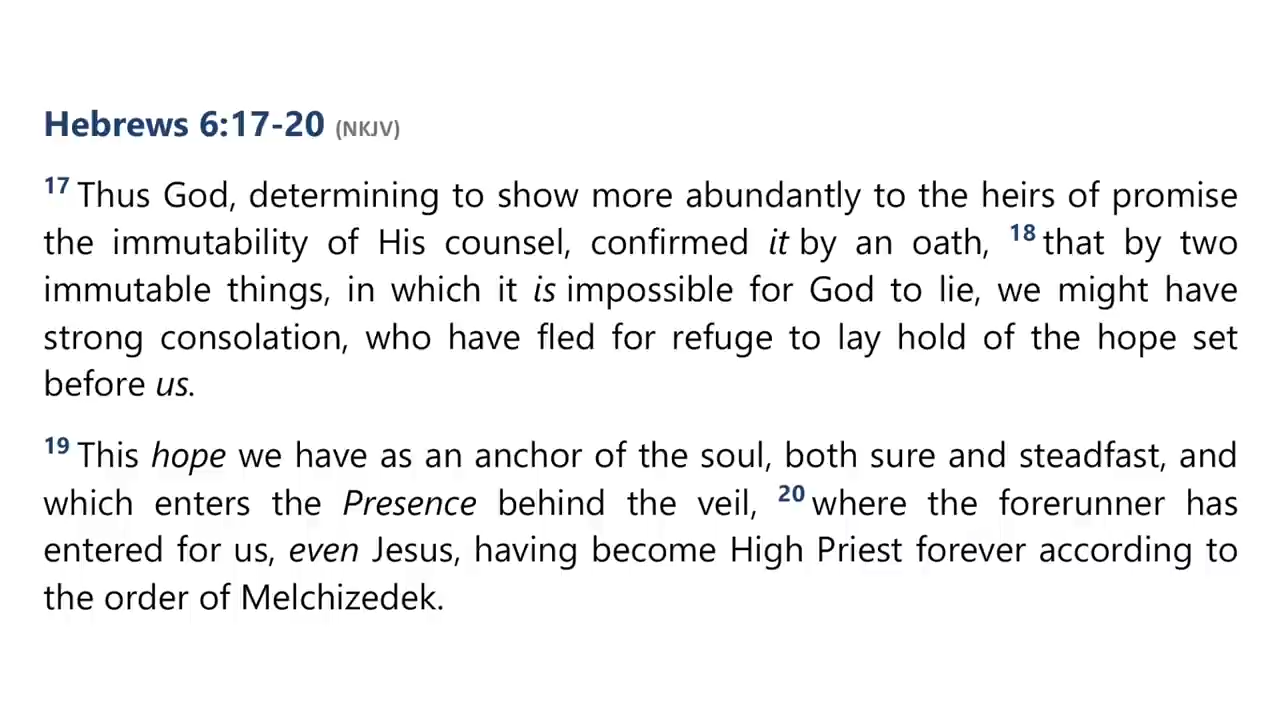 Hebrews 6:17-20 (NKJV)
17 Thus God, determining to show more abundantly to the heirs of promise
the immutability of His counsel, confirmed it by an oath, 18 that by two
immutable things, in which it is impossible for God to lie, we might have
strong consolation, who have fled for refuge to lay hold of the hope set
before us.
19 This hope we have as an anchor of the soul, both sure and steadfast, and
which enters the Presence behind the veil, 20 where the forerunner has
entered for us, even Jesus, having become High Priest forever according to
the order of Melchizedek.